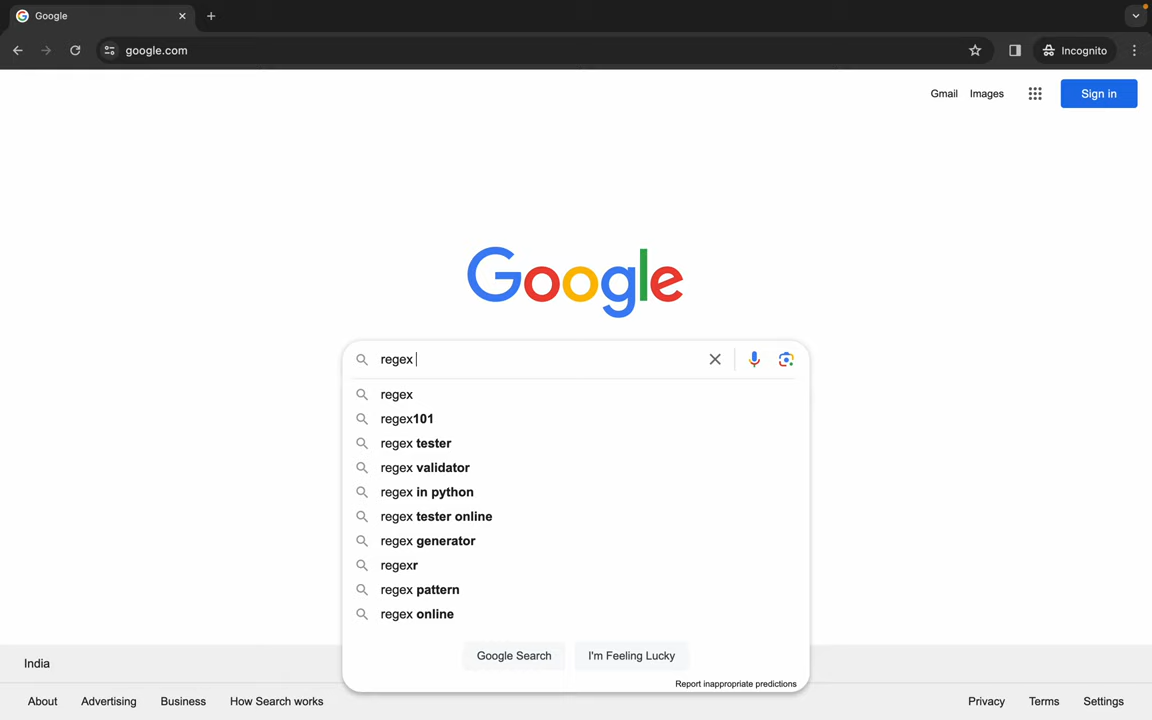 Google
google.com
Incognito
Gmail Images Sign in
Google
regex
regex
regex101
regex tester
regex validator
regex in python
regex tester online
regex generator
regexr
regex pattern
regex online
Google Search I'm Feeling Lucky
Report inappropriate predictions
India
About Advertising Business How Search works Privacy Terms Settings